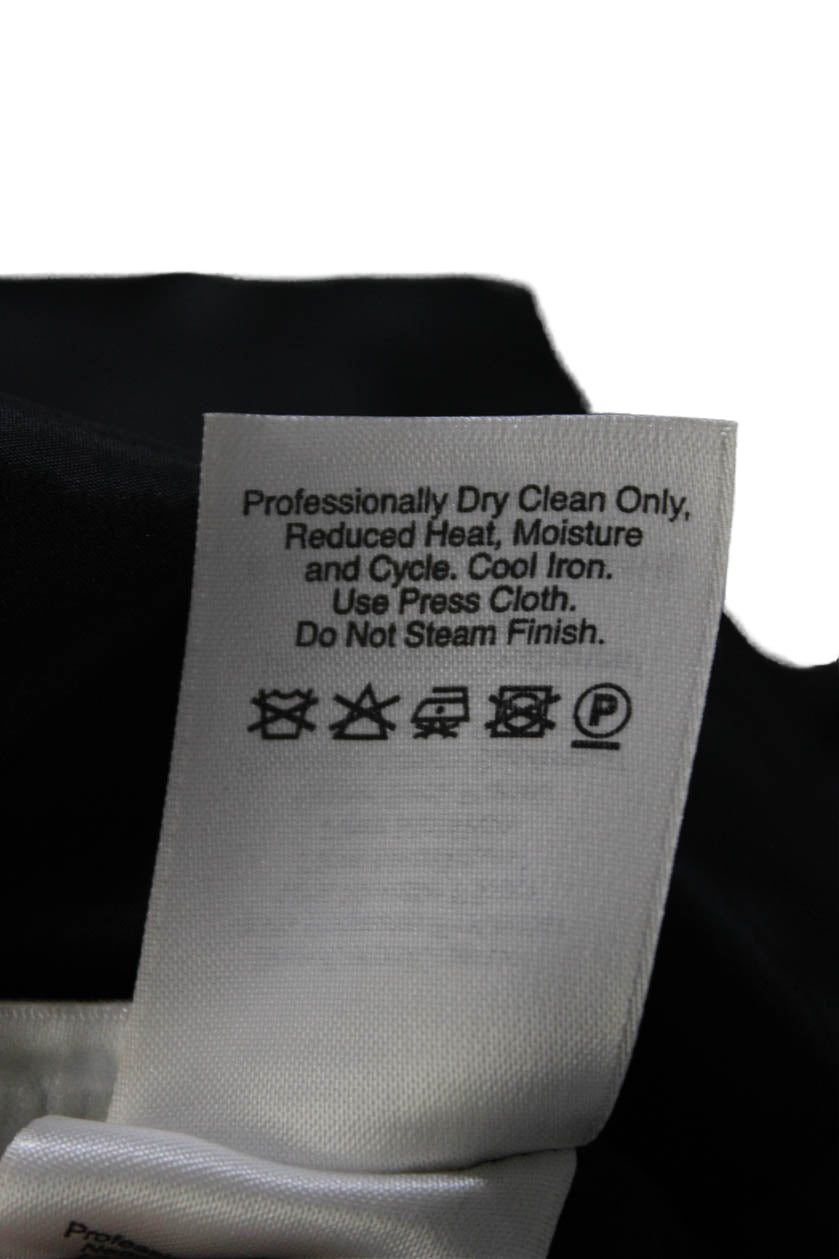 Professionally Dry Clean Only,
Reduced Heat, Moisture
and Cycle. Cool Iron.
Use Press Cloth.
Do Not Steam Finish.
P